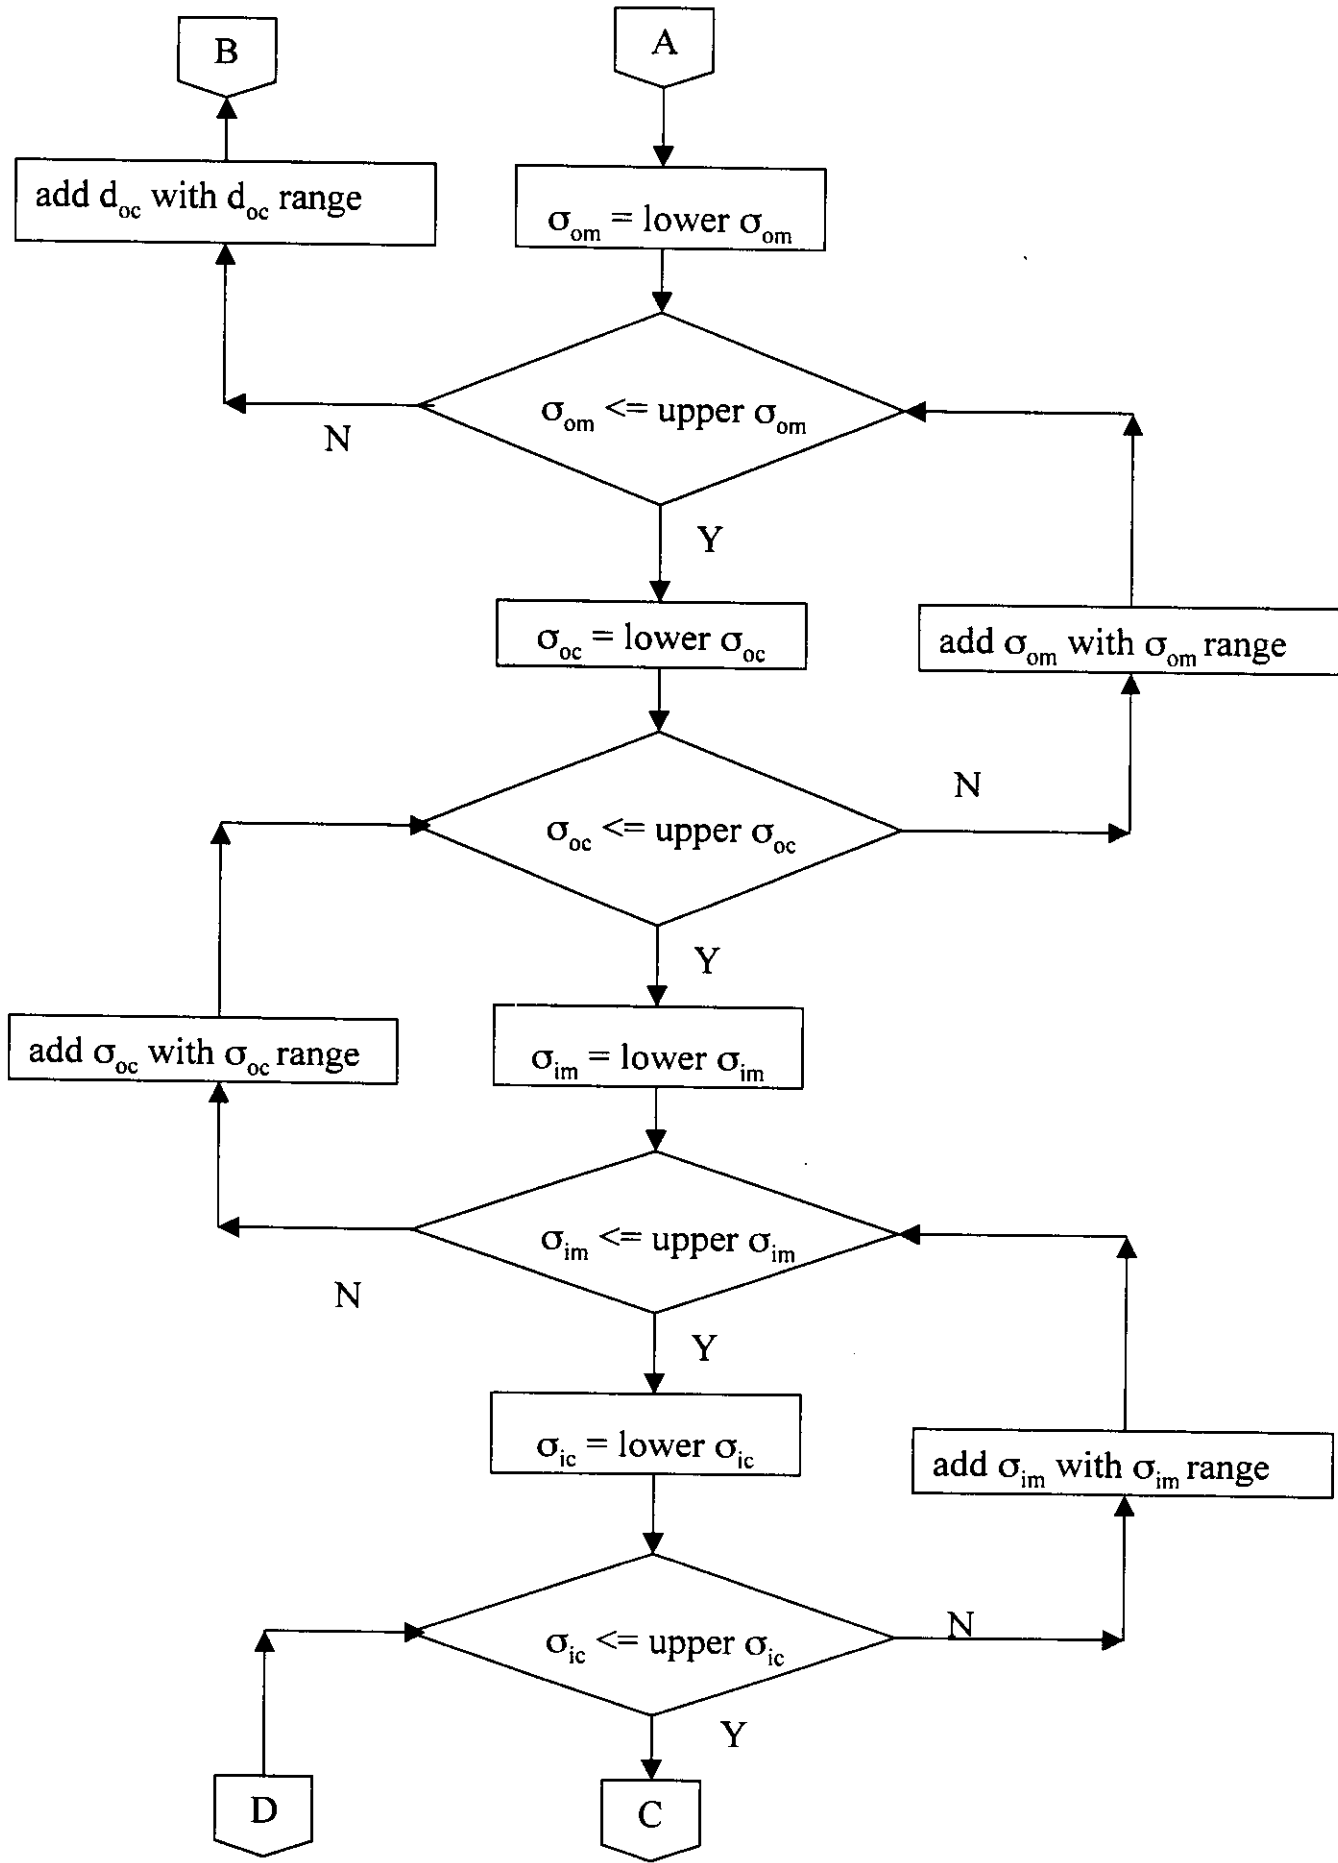 B
A
add d_oc with d_oc range
σ_om = lower σ_om
σ_om <= upper σ_om
N
Y
σ_oc = lower σ_oc
add σ_om with σ_om range
N
σ_oc <= upper σ_oc
Y
add σ_oc with σ_oc range
σ_im = lower σ_im
σ_im <= upper σ_im
N
Y
σ_ic = lower σ_ic
add σ_im with σ_im range
N
σ_ic <= upper σ_ic
Y
D
C